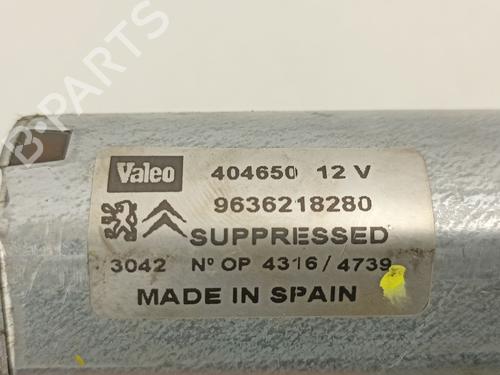 B-PARTS
Valeo 404650 12 V
9636218280
SUPPRESSED
3042 Nº OP 4316/4739
MADE IN SPAIN